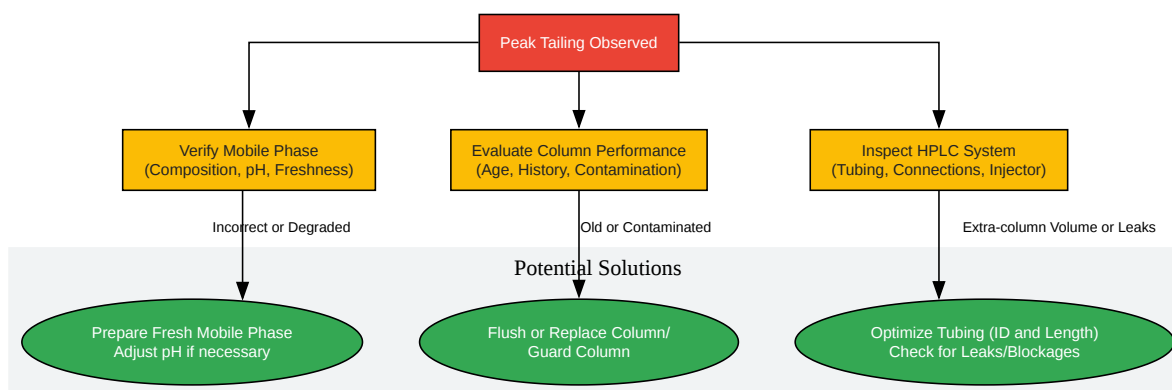 Peak Tailing Observed
Verify Mobile Phase
(Composition, pH, Freshness)
Evaluate Column Performance
(Age, History, Contamination)
Inspect HPLC System
(Tubing, Connections, Injector)
Incorrect or Degraded
Old or Contaminated
Extra-column Volume or Leaks
Potential Solutions
Prepare Fresh Mobile Phase
Adjust pH if necessary
Flush or Replace Column/
Guard Column
Optimize Tubing (ID and Length)
Check for Leaks/Blockages